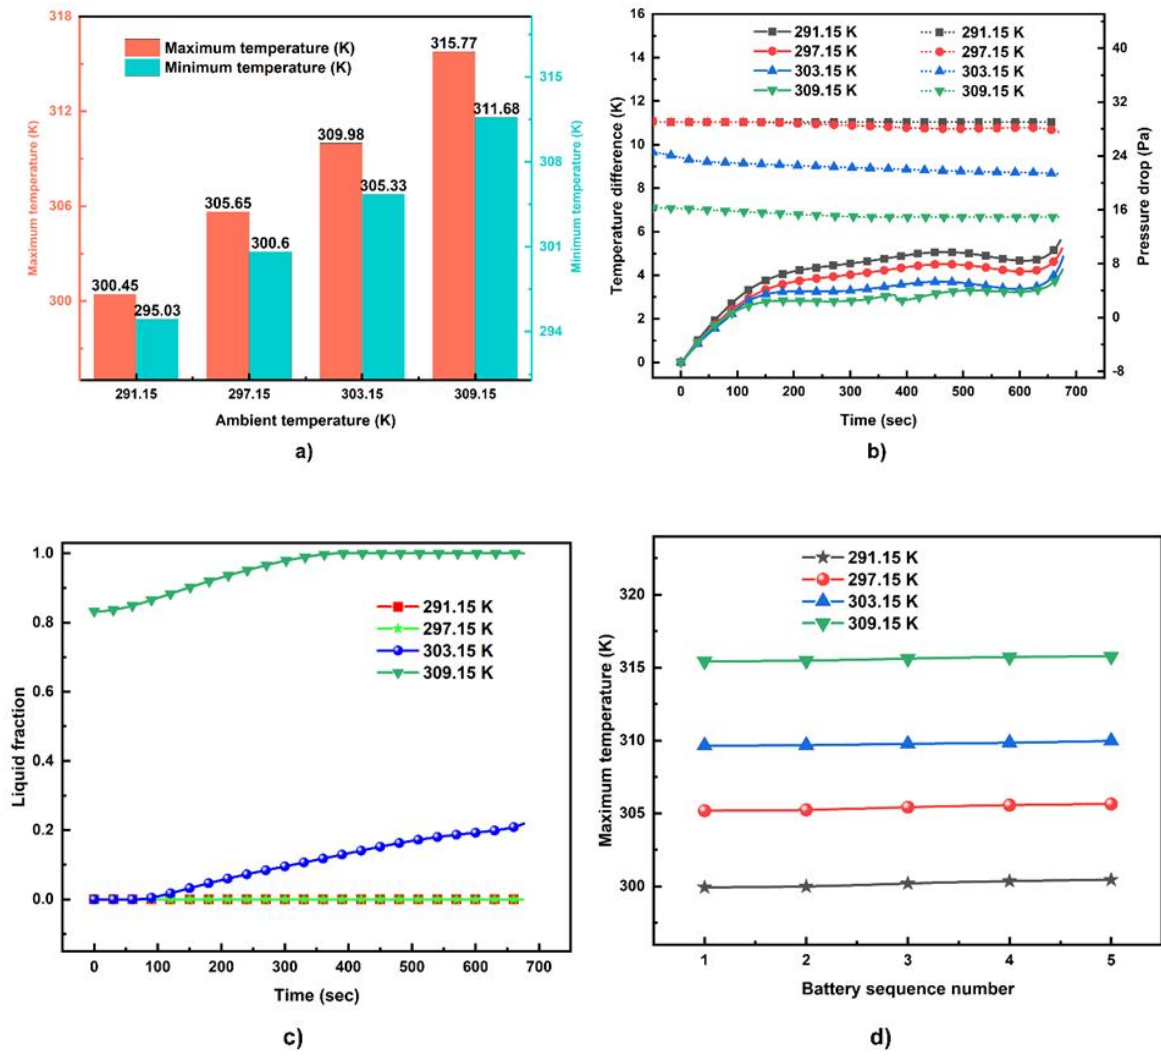 318
315.77
Maximum temperature (K)
Minimum temperature (K)
315
312
311.68
309.98
308
305.33
306
305.65
300.6
301
300
300.45
295.03
294
Maximum temperature (K)
Minimum temperature (K)
291.15 297.15 303.15 309.15
Ambient temperature (K)
a)
16
14
12
10
8
6
4
2
0
Temperature difference (K)
291.15 K
297.15 K
303.15 K
309.15 K
291.15 K
297.15 K
303.15 K
309.15 K
40
32
24
16
8
0
-8
Pressure drop (Pa)
0 100 200 300 400 500 600 700
Time (sec)
b)
1.0
0.8
0.6
0.4
0.2
0.0
Liquid fraction
291.15 K
297.15 K
303.15 K
309.15 K
0 100 200 300 400 500 600 700
Time (sec)
c)
320
315
310
305
300
Maximum temperature (K)
291.15 K
297.15 K
303.15 K
309.15 K
1 2 3 4 5
Battery sequence number
d)